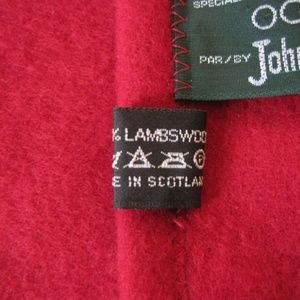 SPECIAL
PAR/BY John
% LAMBSWOO
P
E IN SCOTLAN